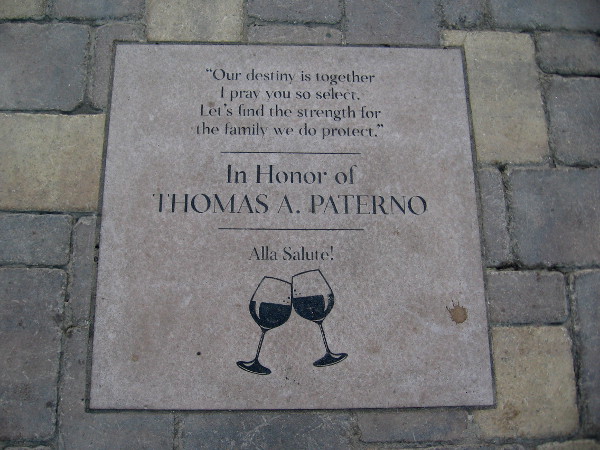 “Our destiny is together
I pray you so select.
Let's find the strength for
the family we do protect.”
In Honor of
THOMAS A. PATERNO
Alla Salute!